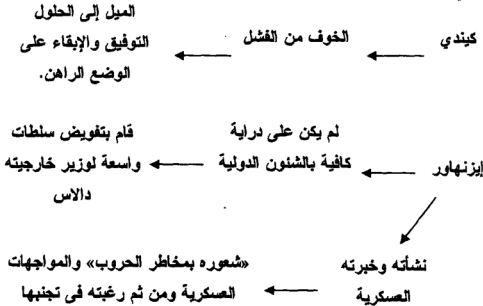 الميل إلى الحلول
كيندي الخوف من الفشل التوفيق والإبقاء على
الوضع الراهن.
لم يكن على دراية قام بتفويض سلطات
إيزنهاور كافية بالشئون الدولية واسعة لوزير خارجيته
دالاس
نشأته وخبرته «شعوره بمخاطر الحروب» والمواجهات
العسكرية العسكرية ومن ثم رغبته في تجنبها